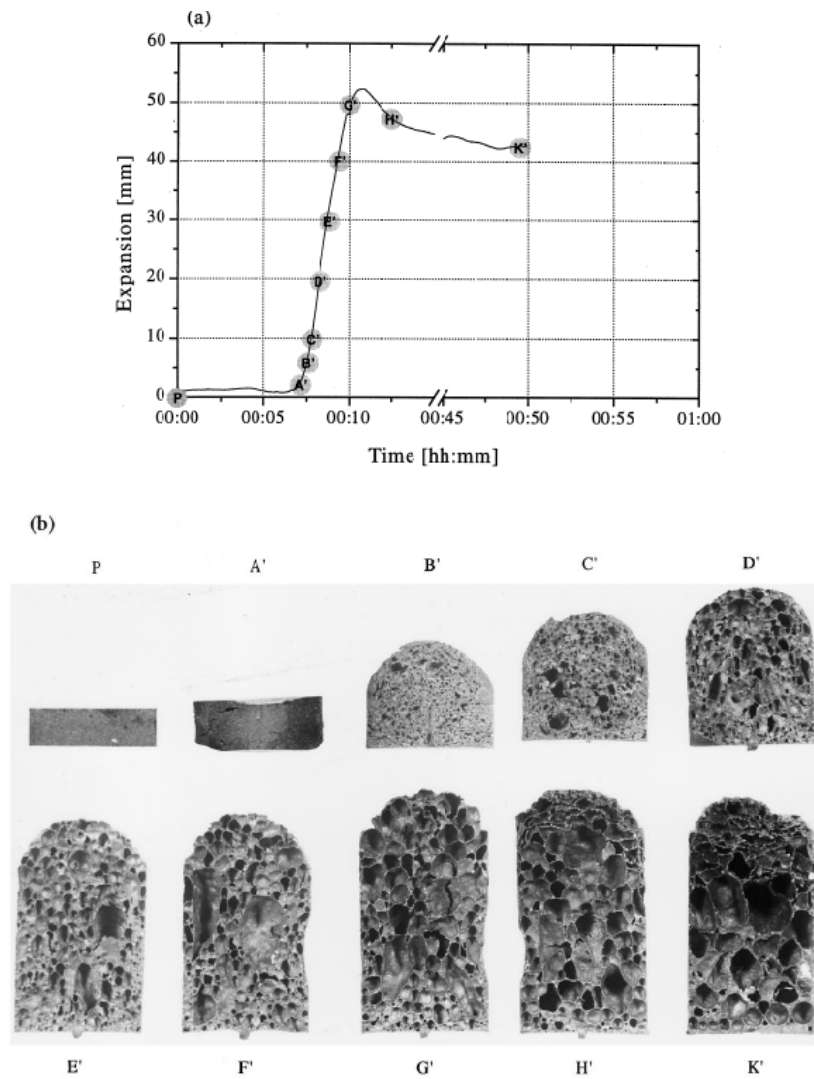 (a)
60
50
40
30
20
10
0
Expansion [mm]
G'
H'
F'
K'
E'
D'
C'
B'
A'
P
00:00 00:05 00:10 00:45 00:50 00:55 01:00
Time [hh:mm]
(b)
P A' B' C' D'
E' F' G' H' K'